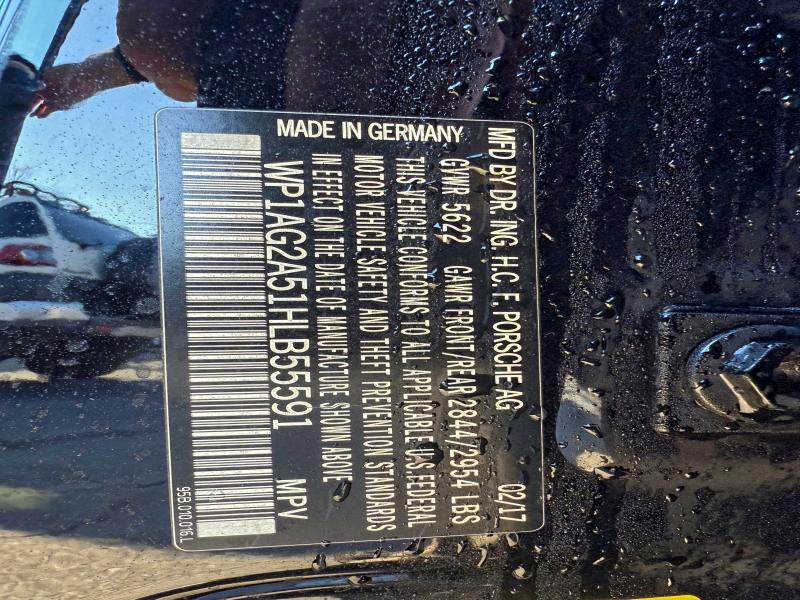 MFD BY DR. ING. H.C. F. PORSCHE AG 02/17
GVWR 5622 GAWR FRONT/REAR 2844/2954 LBS
THIS VEHICLE CONFORMS TO ALL APPLICABLE U.S FEDERAL
MOTOR VEHICLE SAFETY AND THEFT PREVENTION STANDARDS
IN EFFECT ON THE DATE OF MANUFACTURE SHOWN ABOVE
WP1AG2A51HLB55591 MPV
MADE IN GERMANY
95B.010.016.L